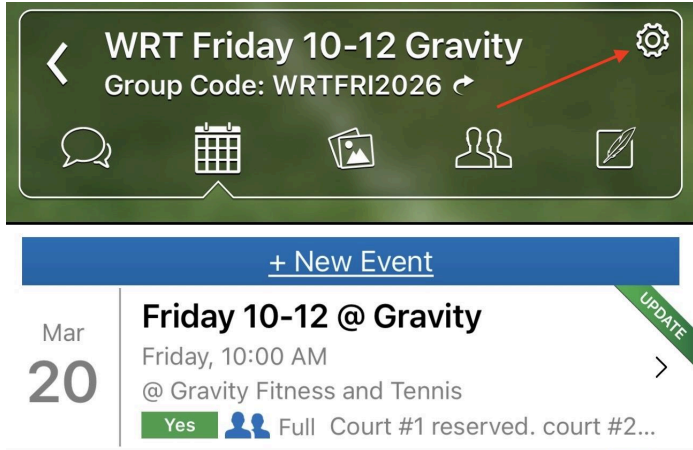 WRT Friday 10-12 Gravity
Group Code: WRTFRI2026
+ New Event
UPDATE
Mar
20
Friday 10-12 @ Gravity
Friday, 10:00 AM
@ Gravity Fitness and Tennis
Yes Full Court #1 reserved. court #2...